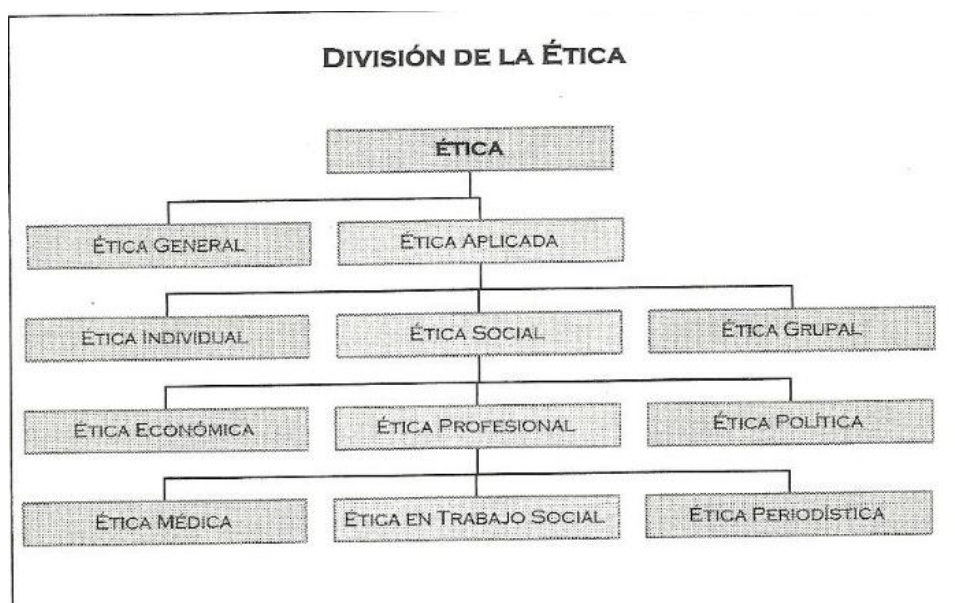 DIVISIÓN DE LA ÉTICA
ÉTICA
ÉTICA GENERAL
ÉTICA APLICADA
ÉTICA INDIVIDUAL
ÉTICA SOCIAL
ÉTICA GRUPAL
ÉTICA ECONÓMICA
ÉTICA PROFESIONAL
ÉTICA POLÍTICA
ÉTICA MÉDICA
ÉTICA EN TRABAJO SOCIAL
ÉTICA PERIODÍSTICA